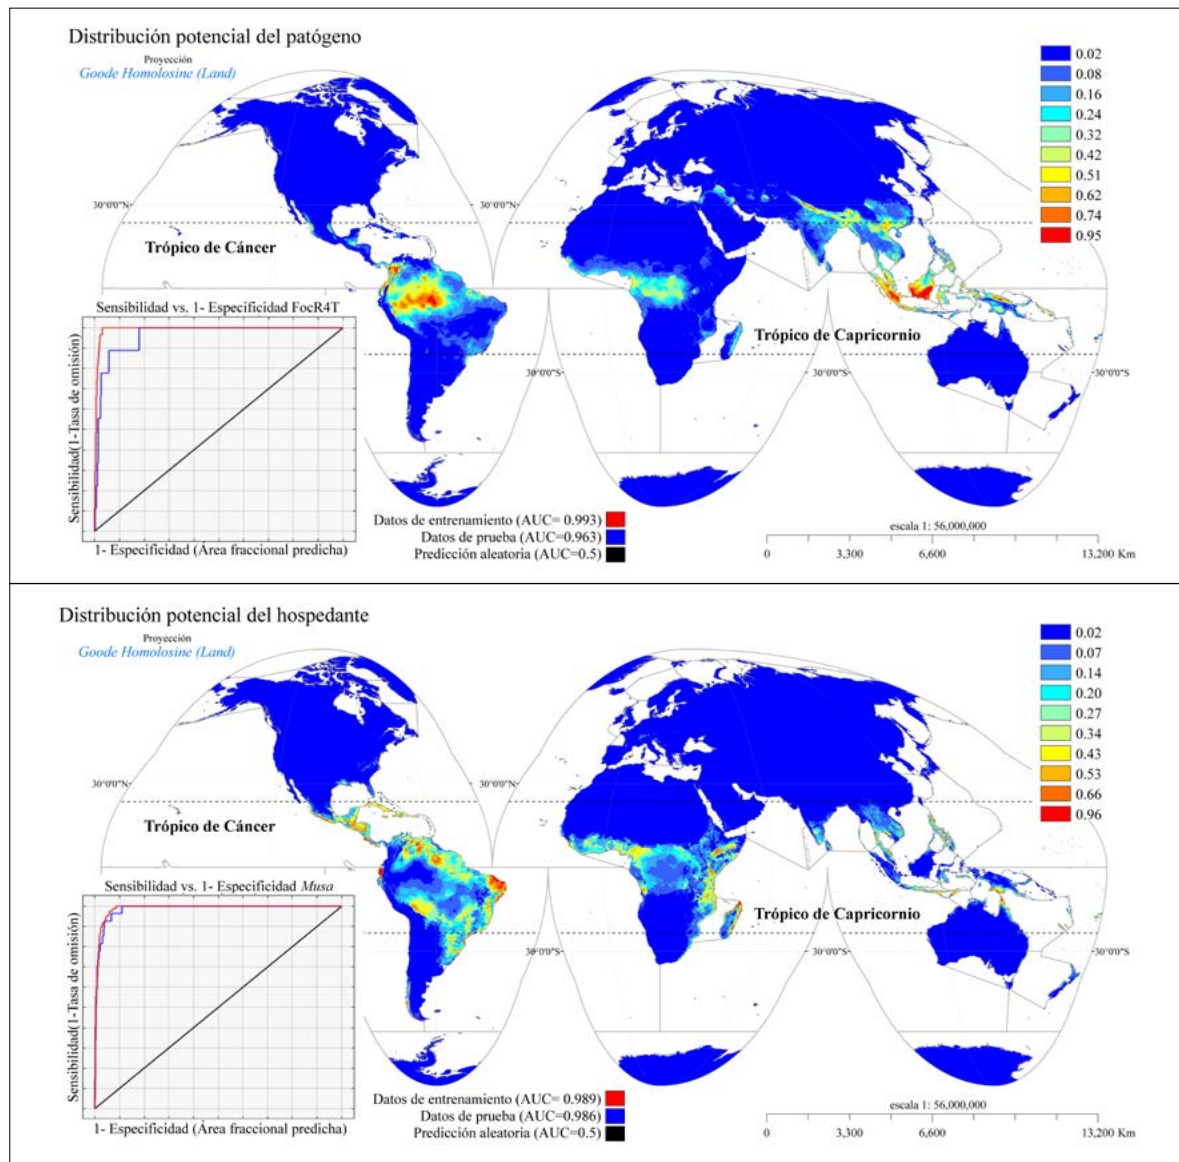 Distribución potencial del patógeno
Proyección
Goode Homolosine (Land)
0.02
0.08
0.16
0.24
0.32
0.42
0.51
0.62
0.74
0.95
30°0'0"N
Trópico de Cáncer
Sensibilidad vs. 1- Especificidad FocR4T
Sensibilidad(1-Tasa de omisión)
1- Especificidad (Área fraccional predicha)
Trópico de Capricornio
30°0'0"S
30°0'0"S
30°0'0"S
Datos de entrenamiento (AUC= 0.993)
Datos de prueba (AUC=0.963)
Predicción aleatoria (AUC=0.5)
escala 1: 56,000,000
0 3,300 6,600 13,200 Km
Distribución potencial del hospedante
Proyección
Goode Homolosine (Land)
0.02
0.07
0.14
0.20
0.27
0.34
0.43
0.53
0.66
0.96
30°0'0"N
Trópico de Cáncer
Sensibilidad vs. 1- Especificidad Musa
Sensibilidad(1-Tasa de omisión)
1- Especificidad (Área fraccional predicha)
Trópico de Capricornio
30°0'0"S
30°0'0"S
30°0'0"S
Datos de entrenamiento (AUC= 0.989)
Datos de prueba (AUC=0.986)
Predicción aleatoria (AUC=0.5)
escala 1: 56,000,000
0 3,300 6,600 13,200 Km